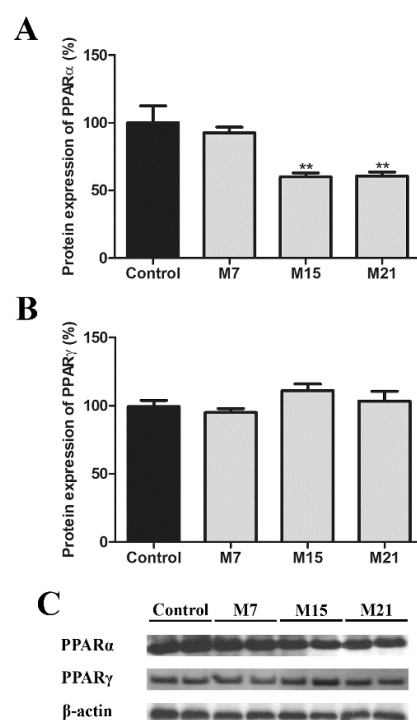 A
Protein expression of PPARα (%)
150
100
50
0
**
**
Control M7 M15 M21
B
Protein expression of PPARγ (%)
150
100
50
0
Control M7 M15 M21
C
Control M7 M15 M21
PPARα
PPARγ
β-actin